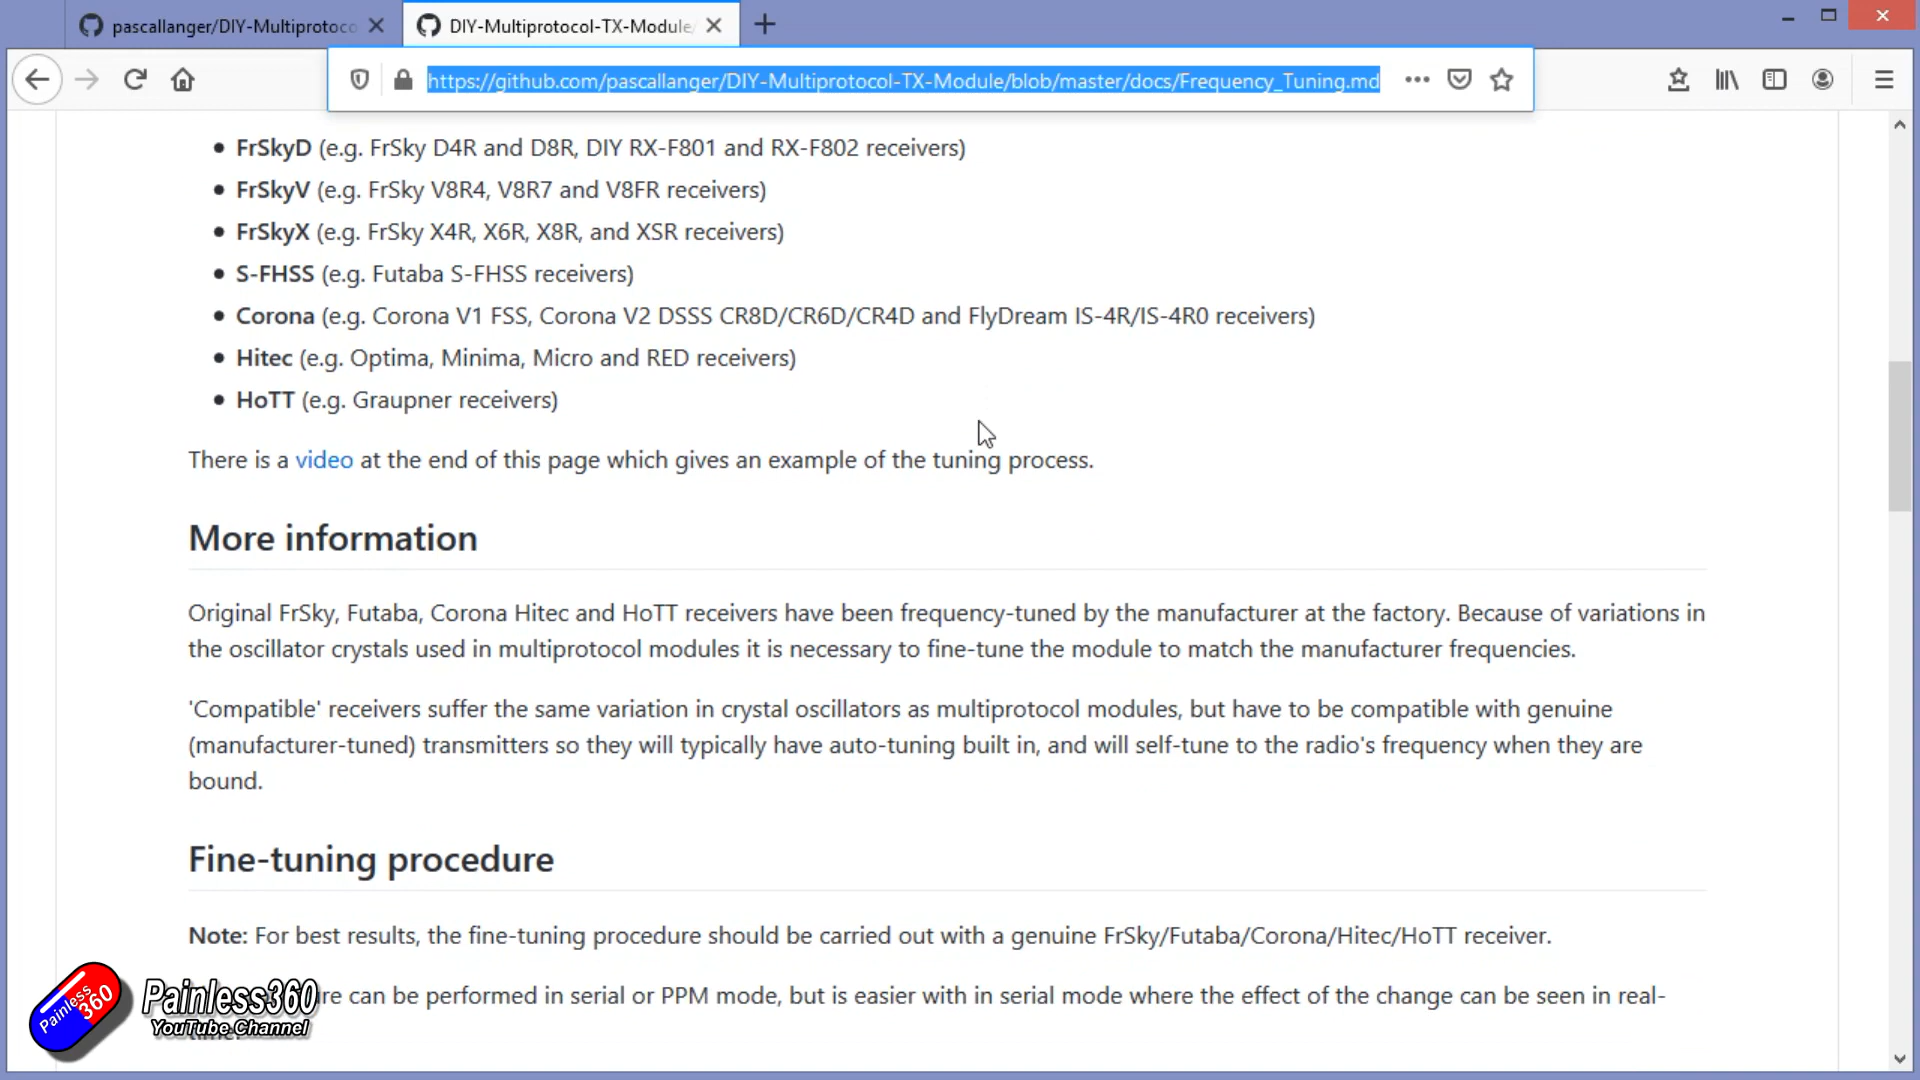 pascallanger/DIY-Multiprotoco
DIY-Multiprotocol-TX-Module/
https://github.com/pascallanger/DIY-Multiprotocol-TX-Module/blob/master/docs/Frequency_Tuning.md
FrSkyD (e.g. FrSky D4R and D8R, DIY RX-F801 and RX-F802 receivers)
FrSkyV (e.g. FrSky V8R4, V8R7 and V8FR receivers)
FrSkyX (e.g. FrSky X4R, X6R, X8R, and XSR receivers)
S-FHSS (e.g. Futaba S-FHSS receivers)
Corona (e.g. Corona V1 FSS, Corona V2 DSSS CR8D/CR6D/CR4D and FlyDream IS-4R/IS-4R0 receivers)
Hitec (e.g. Optima, Minima, Micro and RED receivers)
HoTT (e.g. Graupner receivers)
There is a video at the end of this page which gives an example of the tuning process.
More information
Original FrSky, Futaba, Corona Hitec and HoTT receivers have been frequency-tuned by the manufacturer at the factory. Because of variations in
the oscillator crystals used in multiprotocol modules it is necessary to fine-tune the module to match the manufacturer frequencies.
'Compatible' receivers suffer the same variation in crystal oscillators as multiprotocol modules, but have to be compatible with genuine
(manufacturer-tuned) transmitters so they will typically have auto-tuning built in, and will self-tune to the radio's frequency when they are
bound.
Fine-tuning procedure
Note: For best results, the fine-tuning procedure should be carried out with a genuine FrSky/Futaba/Corona/Hitec/HoTT receiver.
re can be performed in serial or PPM mode, but is easier with in serial mode where the effect of the change can be seen in real-
Painless 360
Painless360
YouTube Channel